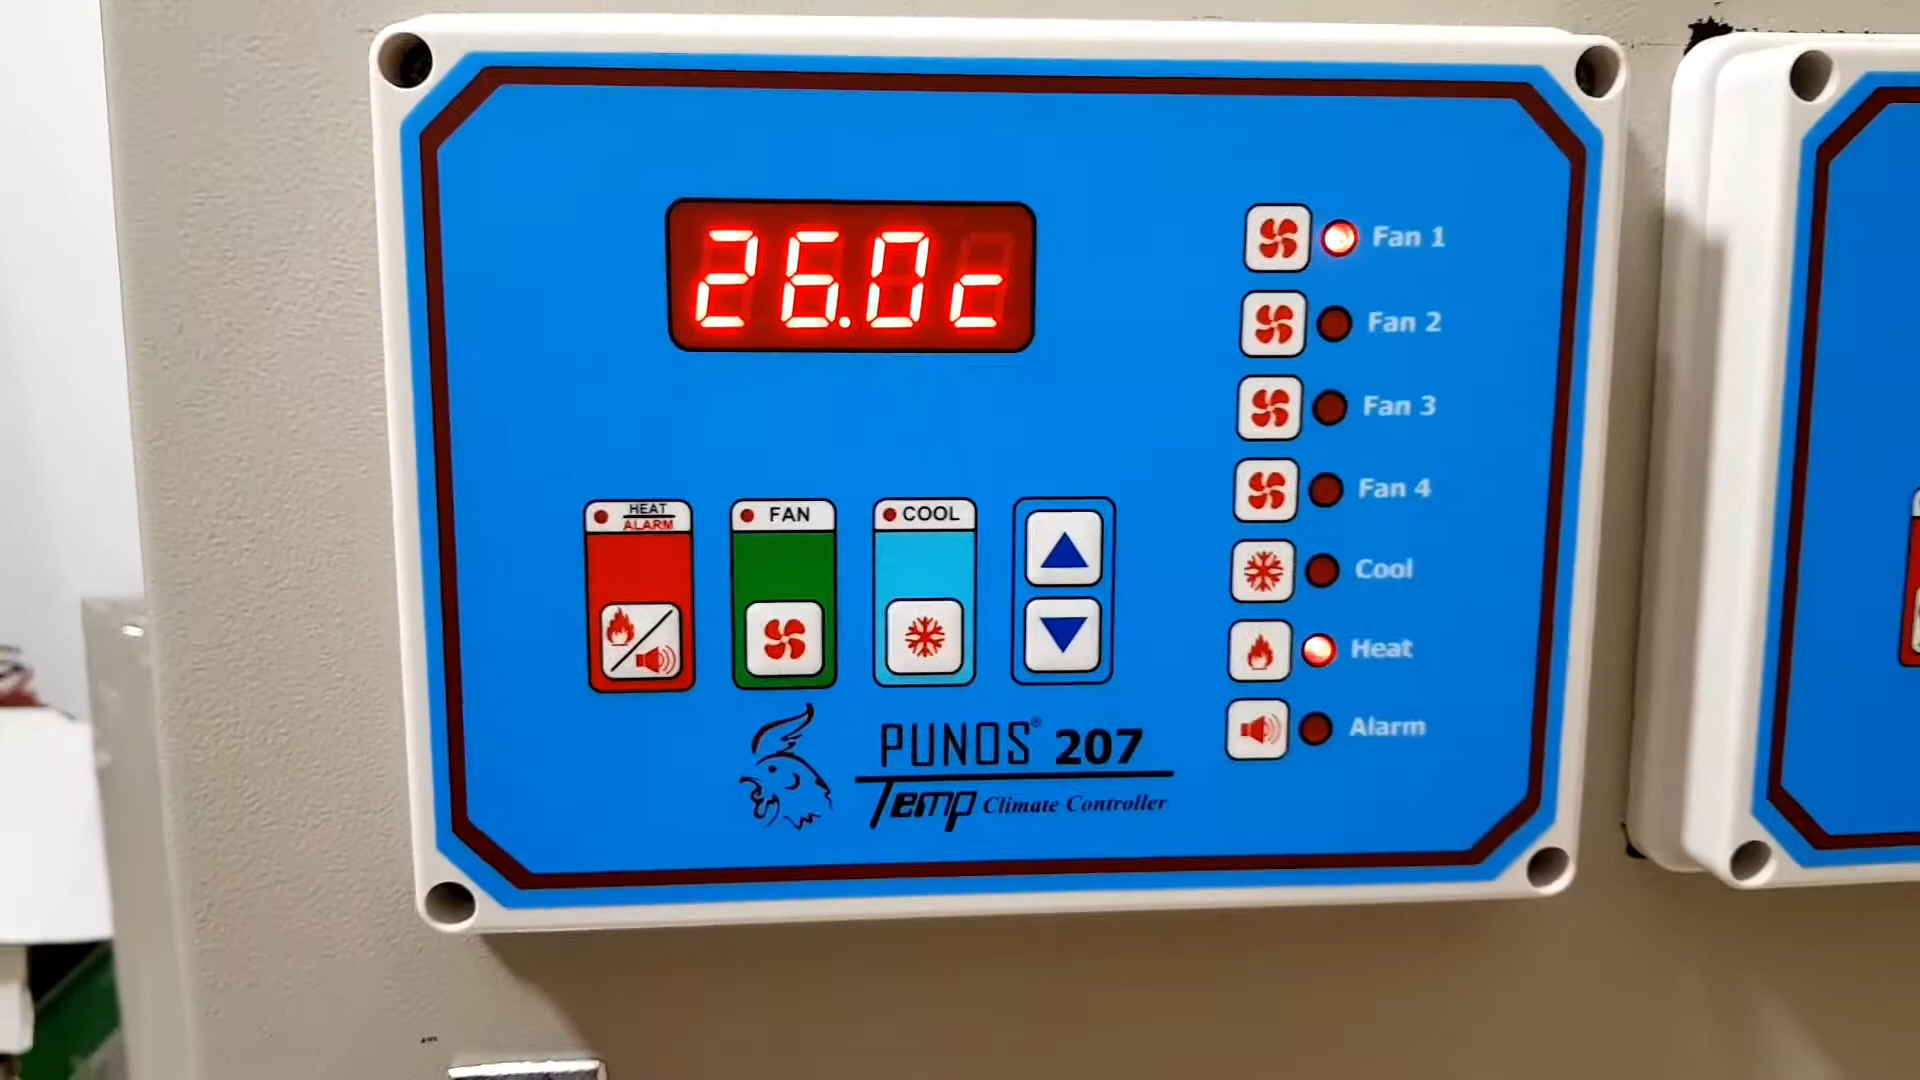 26.0c
Fan 1
Fan 2
Fan 3
Fan 4
Cool
Heat
Alarm
HEAT
ALARM
FAN
COOL
PUNOS® 207
Temp Climate Controller